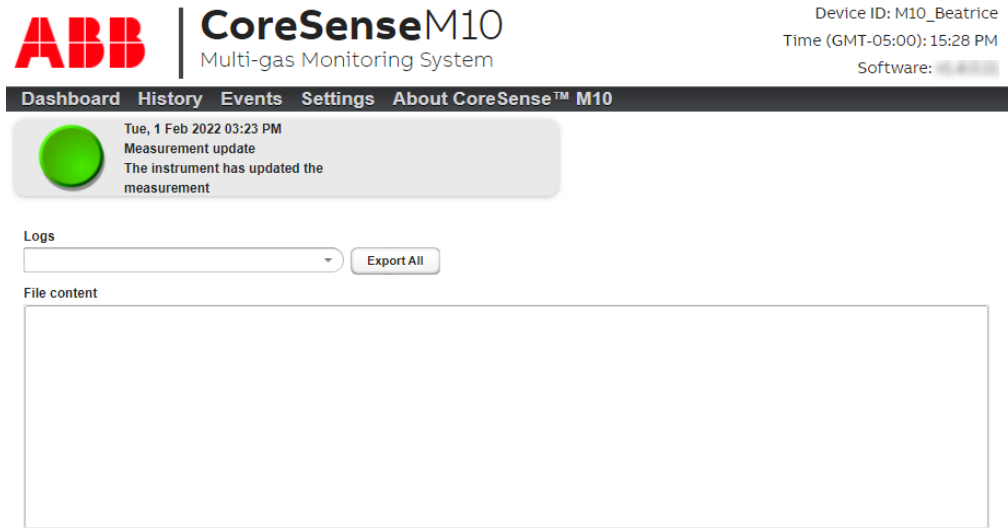 ABB
CoreSenseM10
Multi-gas Monitoring System
Device ID: M10_Beatrice
Time (GMT-05:00): 15:28 PM
Software:
Dashboard History Events Settings About CoreSense™ M10
Tue, 1 Feb 2022 03:23 PM
Measurement update
The instrument has updated the
measurement
Logs
Export All
File content